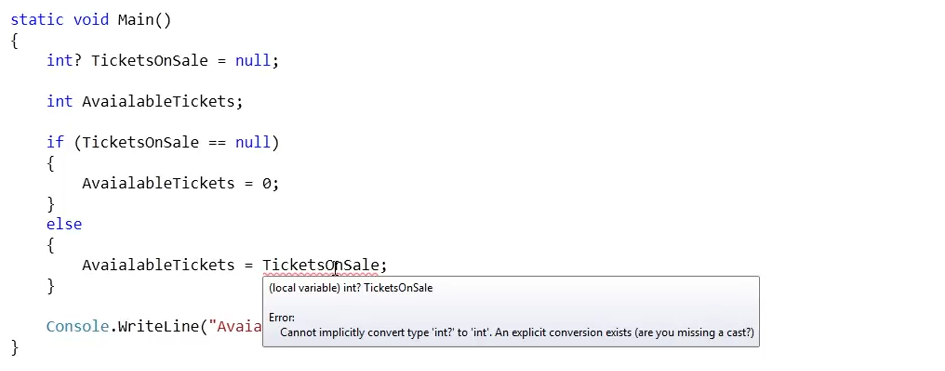 static void Main()
{
int? TicketsOnSale = null;
int AvaialableTickets;
if (TicketsOnSale == null)
{
AvaialableTickets = 0;
}
else
{
AvaialableTickets = TicketsOnSale;
}
(local variable) int? TicketsOnSale
Error:
Cannot implicitly convert type 'int?' to 'int'. An explicit conversion exists (are you missing a cast?)
Console.WriteLine("Avaia
}